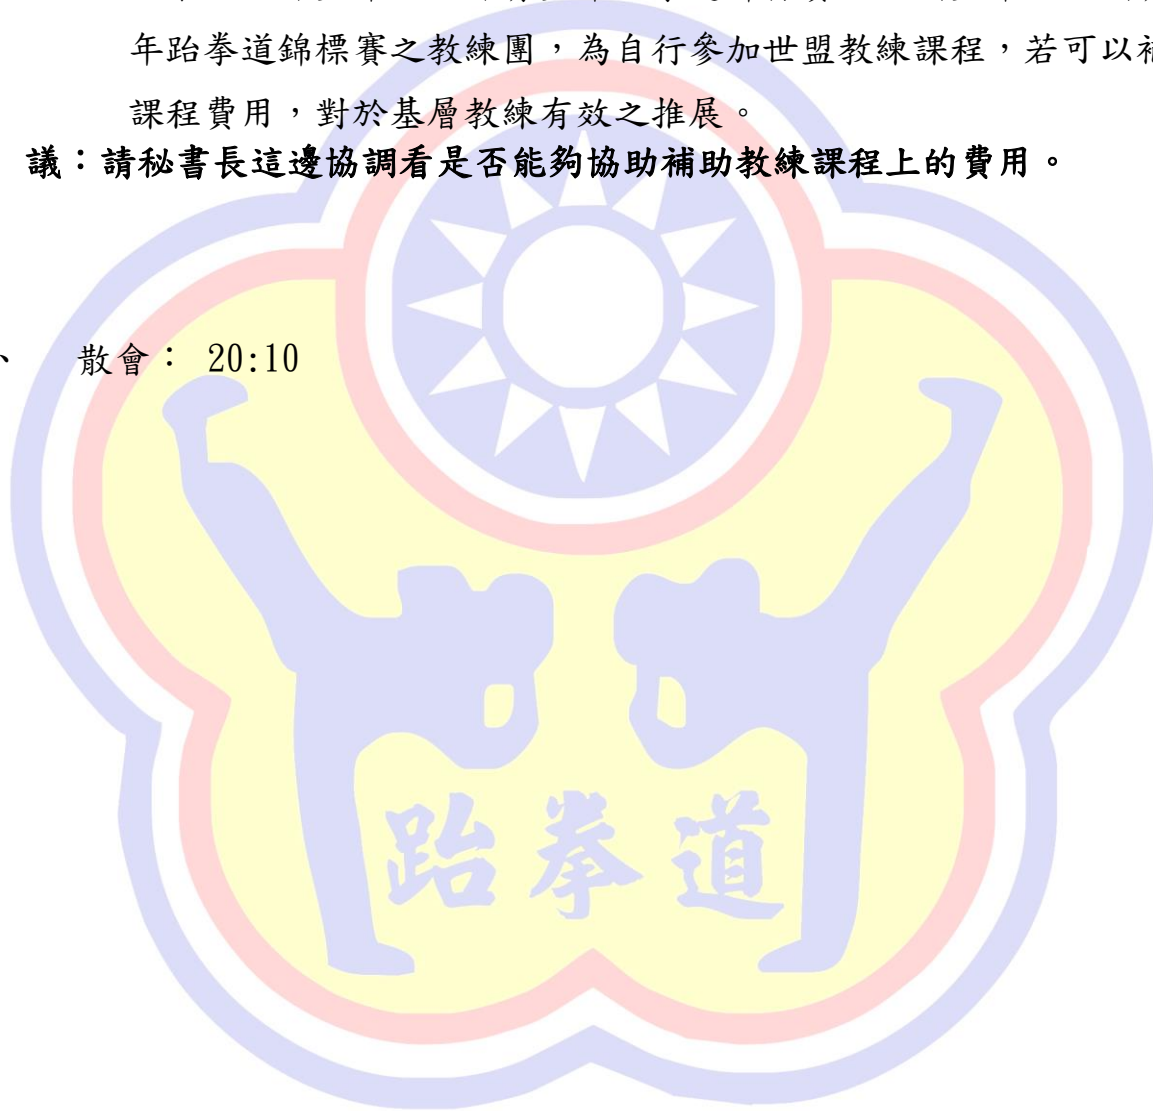 年跆拳道錦標賽之教練團，為自行參加世盟教練課程，若可以補
課程費用，對於基層教練有效之推展。
議：請秘書長這邊協調看是否能夠協助補助教練課程上的費用。
、 散會： 20:10
跆拳道